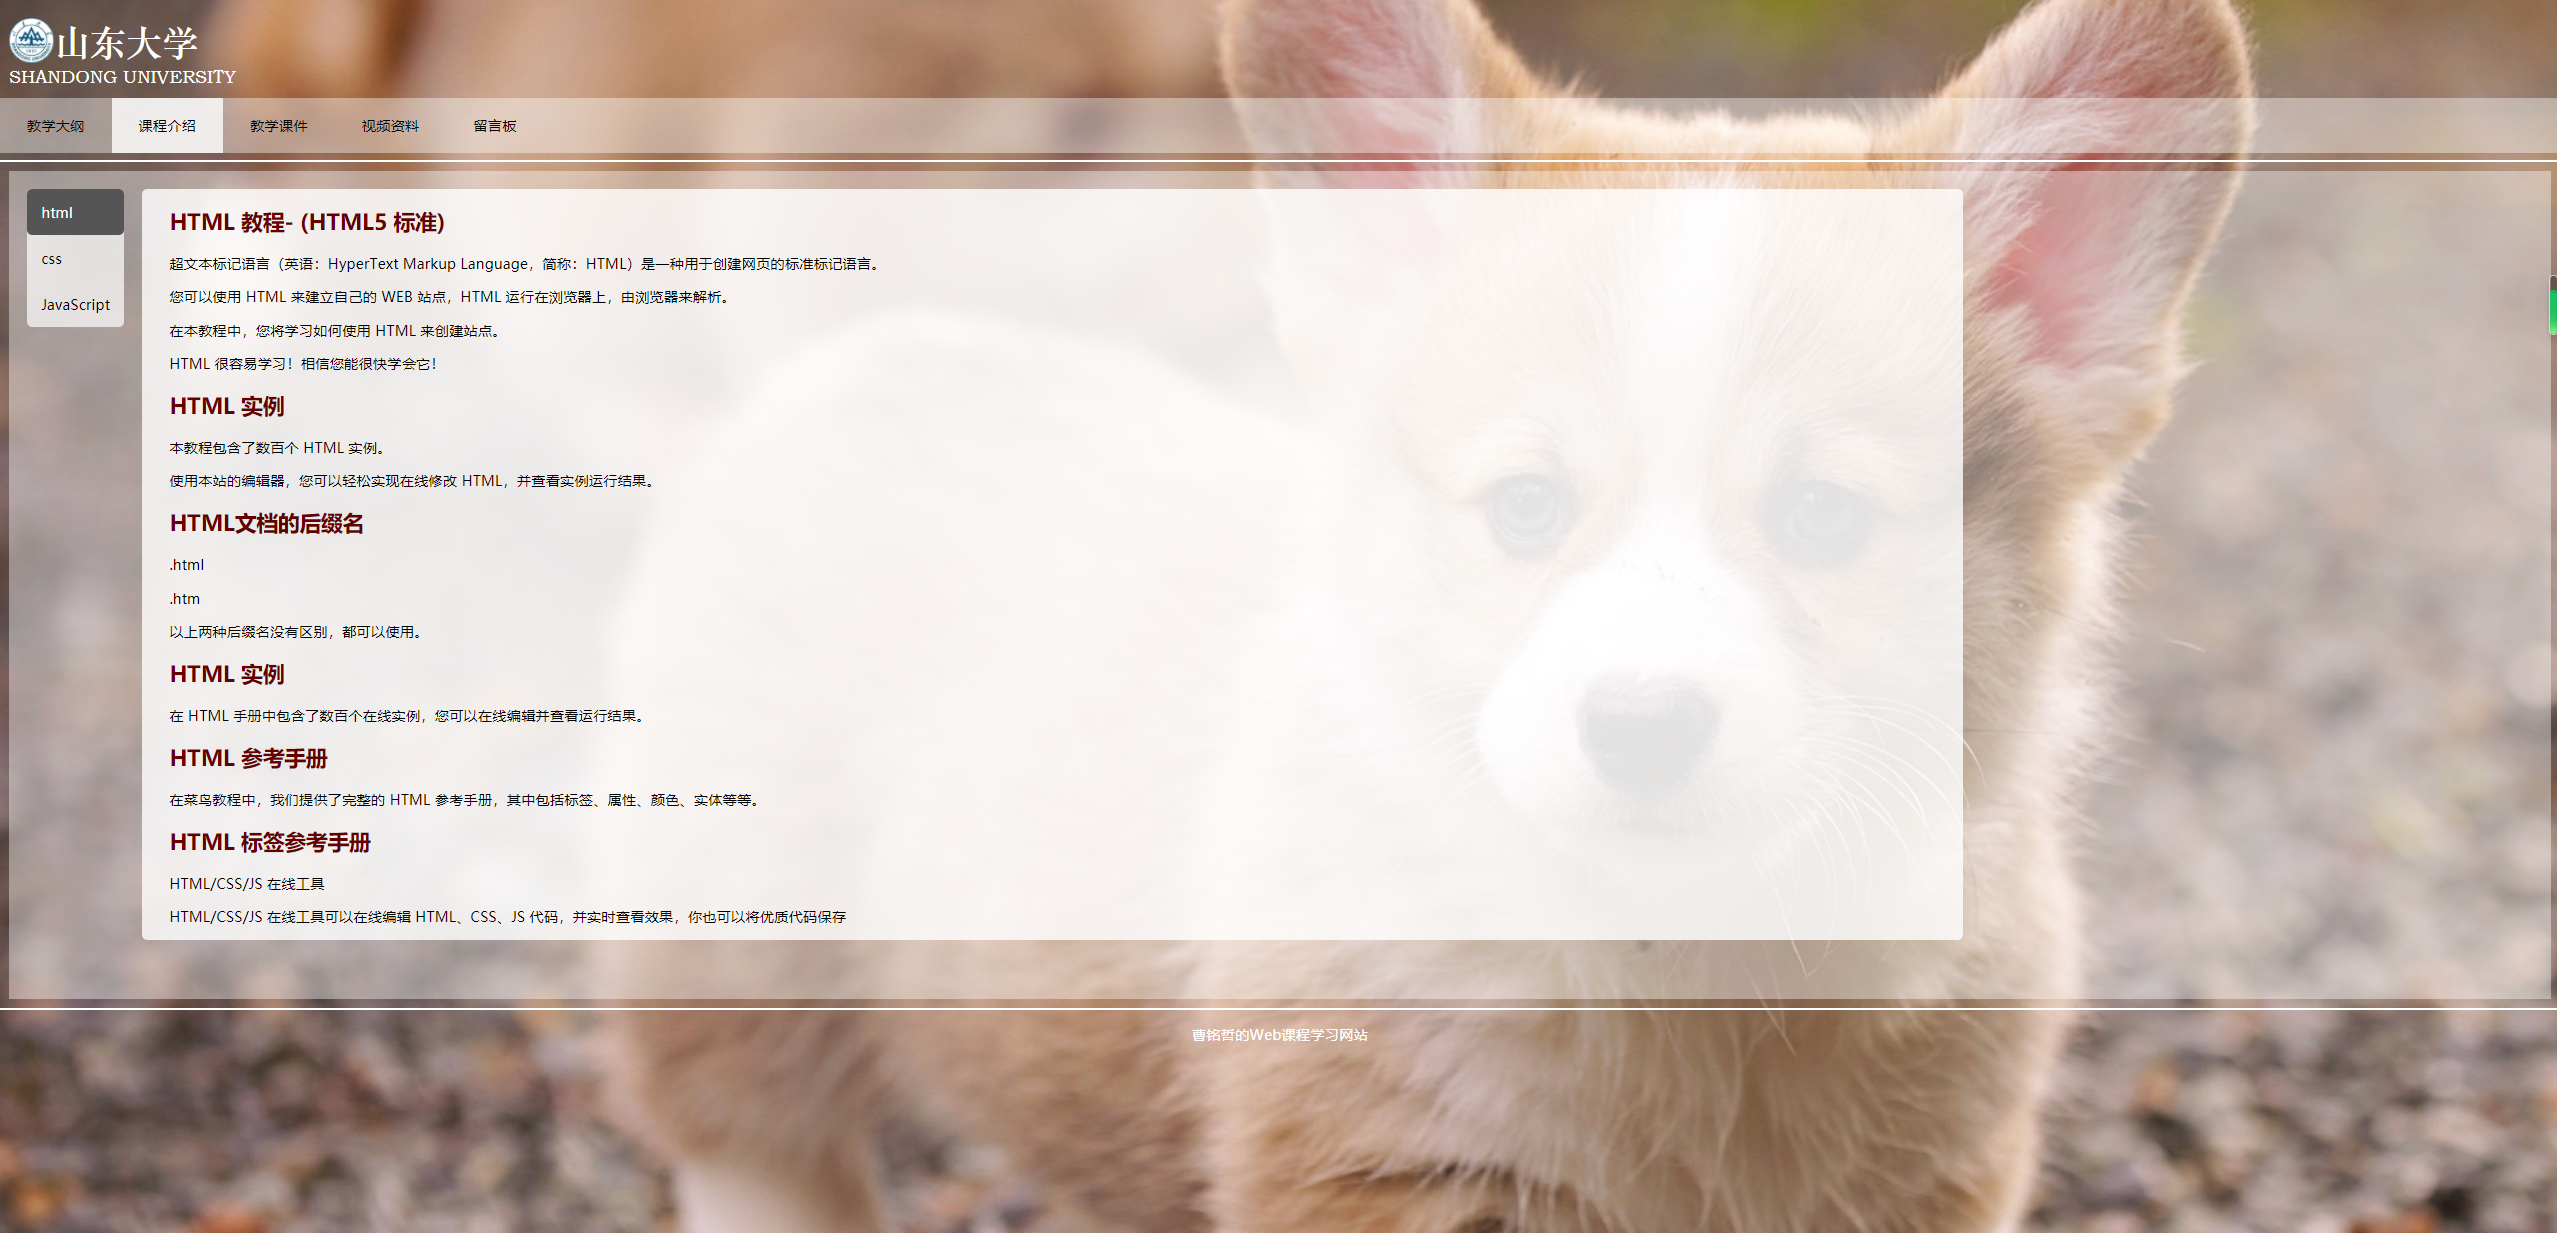 山东大学
SHANDONG UNIVERSITY
教学大纲
课程介绍
教学课件
视频资料
留言板
html
css
JavaScript
HTML 教程- (HTML5 标准)
超文本标记语言（英语：HyperText Markup Language，简称：HTML）是一种用于创建网页的标准标记语言。
您可以使用 HTML 来建立自己的 WEB 站点，HTML 运行在浏览器上，由浏览器来解析。
在本教程中，您将学习如何使用 HTML 来创建站点。
HTML 很容易学习！相信您能很快学会它！
HTML 实例
本教程包含了数百个 HTML 实例。
使用本站的编辑器，您可以轻松实现在线修改 HTML，并查看实例运行结果。
HTML文档的后缀名
.html
.htm
以上两种后缀名没有区别，都可以使用。
HTML 实例
在 HTML 手册中包含了数百个在线实例，您可以在线编辑并查看运行结果。
HTML 参考手册
在菜鸟教程中，我们提供了完整的 HTML 参考手册，其中包括标签、属性、颜色、实体等等。
HTML 标签参考手册
HTML/CSS/JS 在线工具
HTML/CSS/JS 在线工具可以在线编辑 HTML、CSS、JS 代码，并实时查看效果，你也可以将优质代码保存
曹铭哲的Web课程学习网站